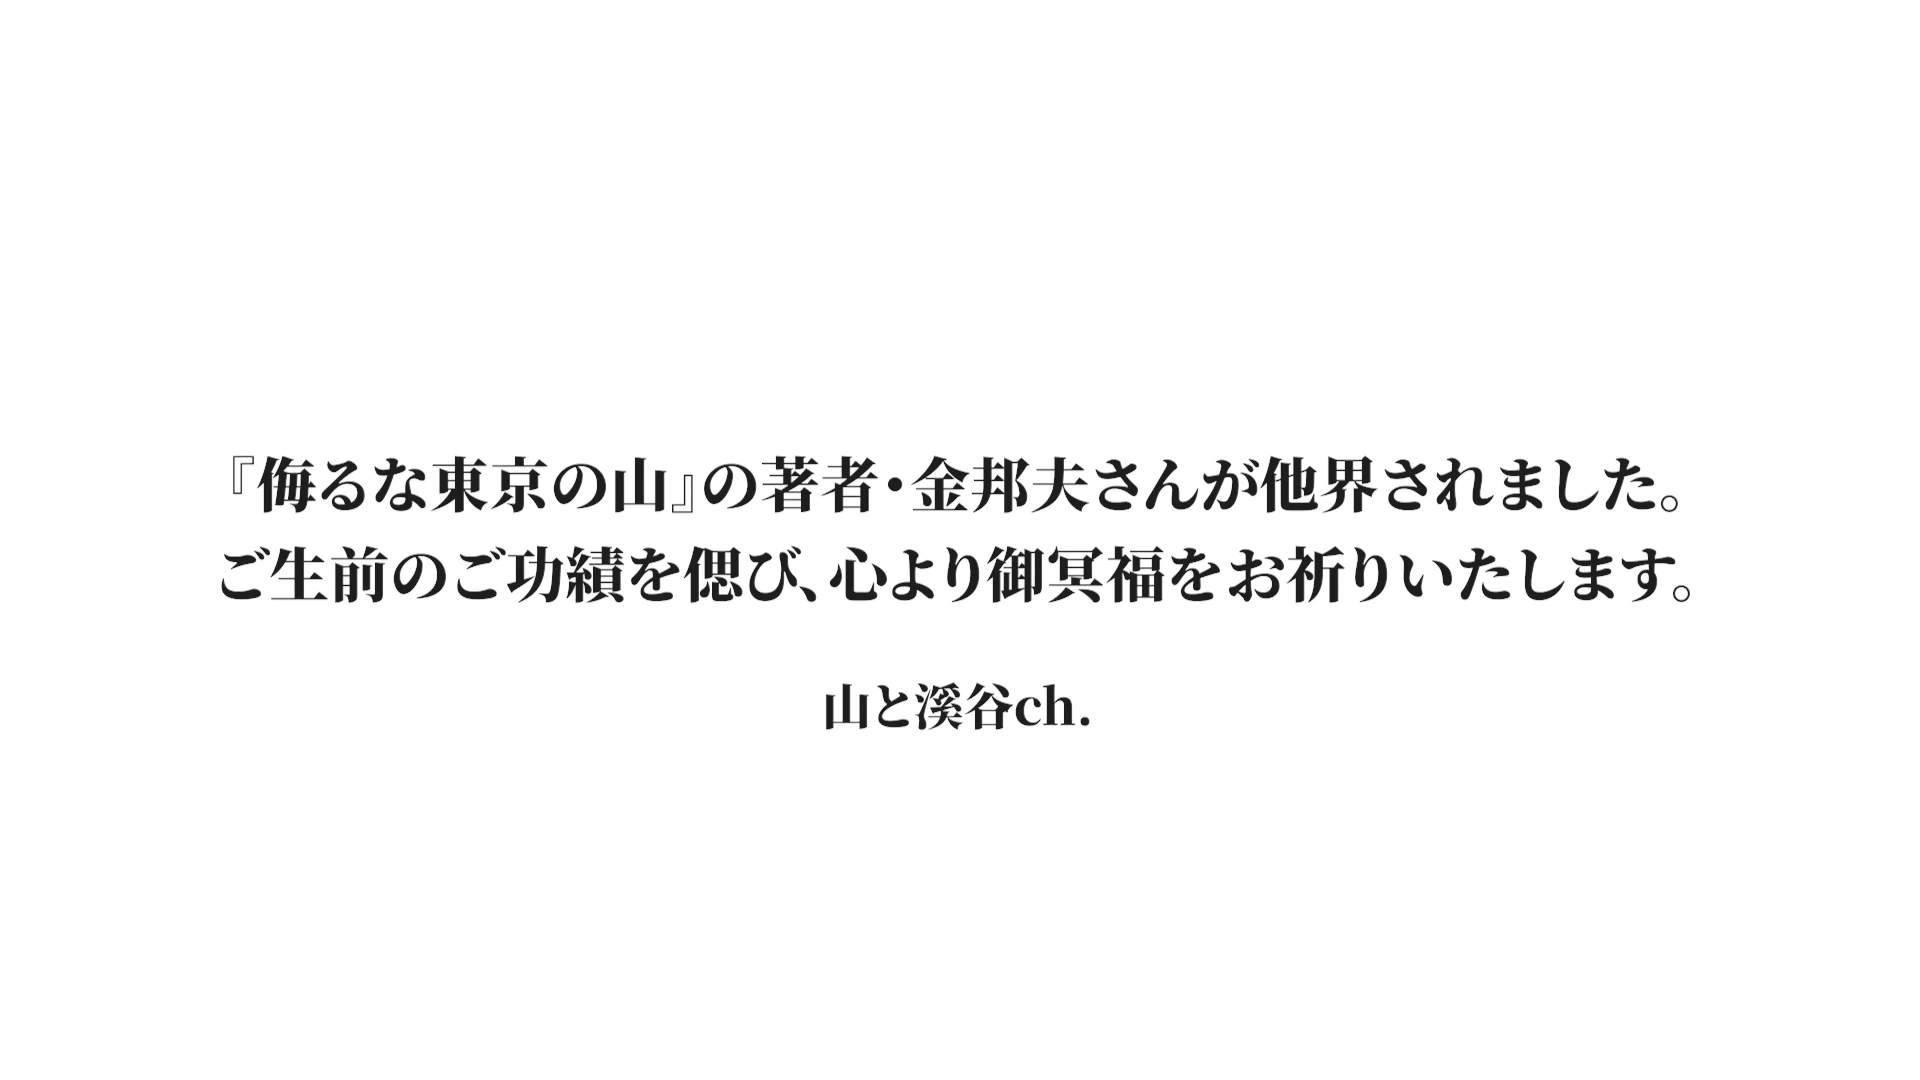 『侮るな東京の山』の著者・金邦夫さんが他界されました。
ご生前のご功績を偲び、心より御冥福をお祈りいたします。
山と溪谷ch.